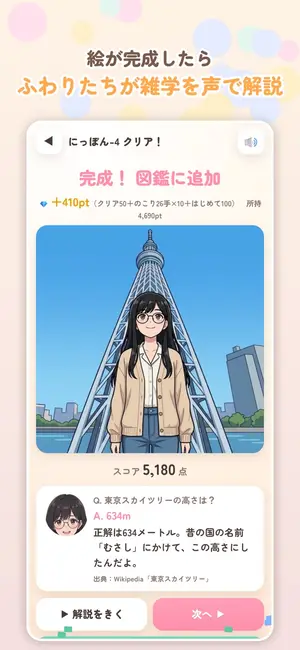 絵が完成したら
ふわりたちが雑学を声で解説
◀ にっぽん-4 クリア！
完成！ 図鑑に追加
+410pt（クリア50+のこり26手×10+はじめて100） 所持
4,690pt
スコア 5,180 点
Q. 東京スカイツリーの高さは？
A. 634m
正解は634メートル。昔の国の名前
「むさし」にかけて、この高さにし
たんだよ。
出典：Wikipedia「東京スカイツリー」
▶ 解説をきく
次へ ▶